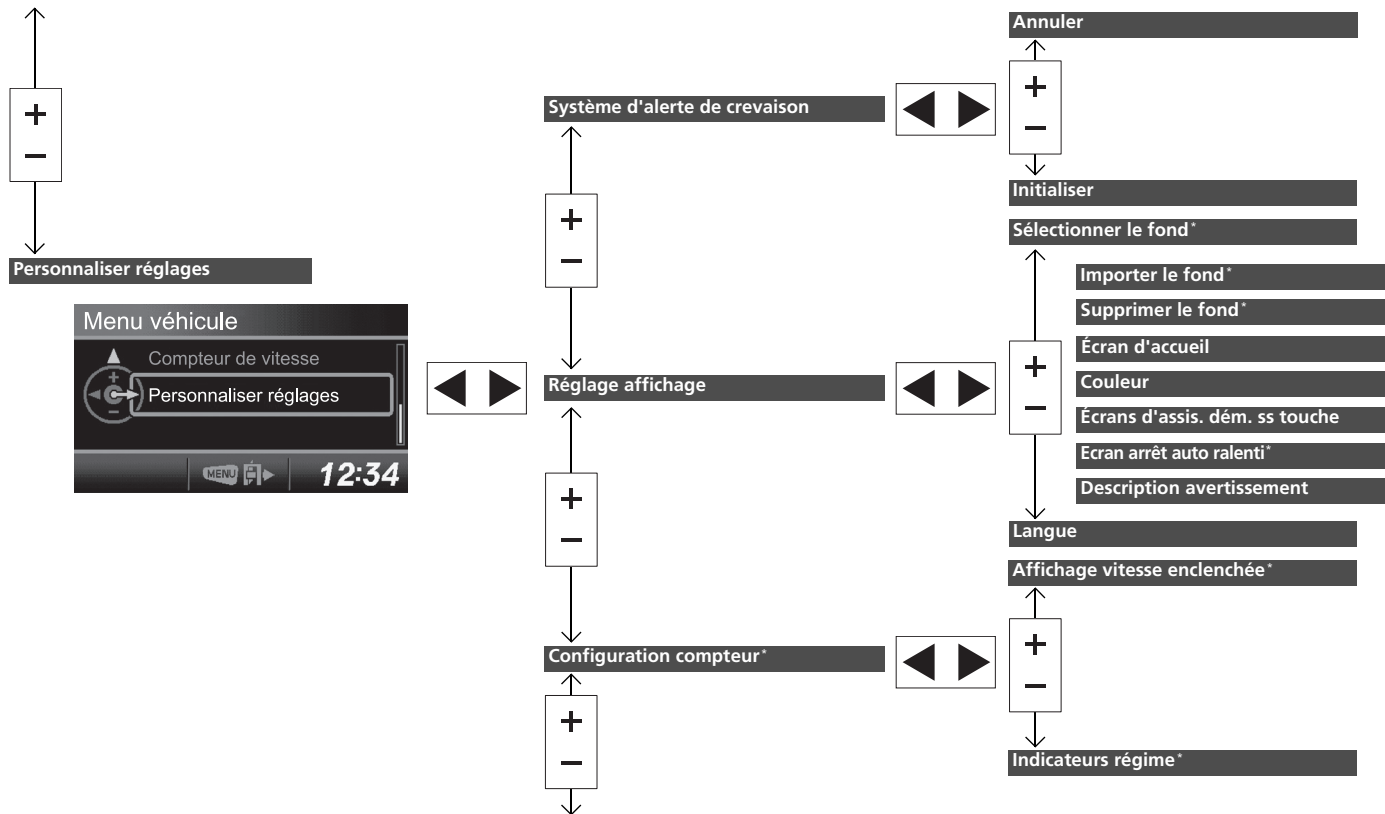 Annuler
Système d'alerte de crevaison
Initialiser
Sélectionner le fond*
Personnaliser réglages
Importer le fond*
Supprimer le fond*
Menu véhicule
Écran d'accueil
Compteur de vitesse
Réglage affichage
Couleur
Personnaliser réglages
Écrans d'assis. dém. ss touche
Ecran arrêt auto ralenti*
MENU 12:34
Description avertissement
Langue
Affichage vitesse enclenchée*
Configuration compteur*
Indicateurs régime*